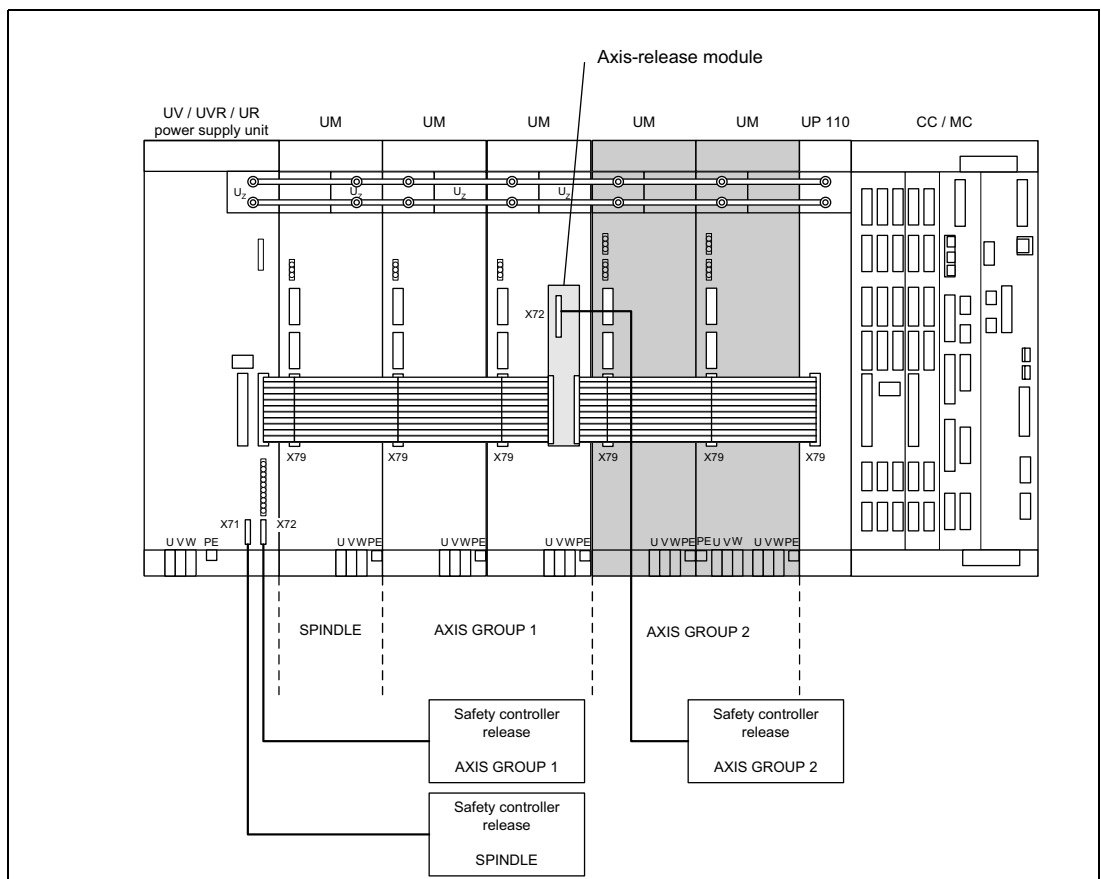 Axis-release module
UV / UVR / UR
power supply unit
UM
UM
UM
UM
UM
UP 110
CC / MC
UZ
UZ
UZ
UZ
X72
X79
X79
X79
X79
X79
X79
X71
X72
U V W PE
U V W PE
U V W PE
U V W PE
U V W PE
PE U V W
U V W PE
SPINDLE
AXIS GROUP 1
AXIS GROUP 2
Safety controller
release
AXIS GROUP 1
Safety controller
release
AXIS GROUP 2
Safety controller
release
SPINDLE